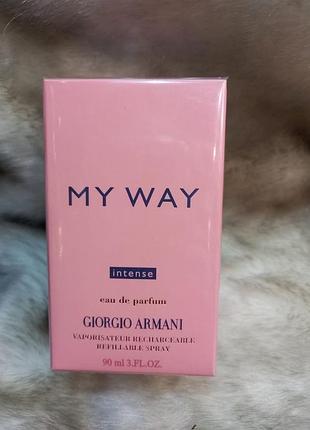 MY WAY
intense
eau de parfum
GIORGIO ARMANI
VAPORISATEUR RECHARGEABLE
REFILLABLE SPRAY
90 ml 3.FL.OZ.